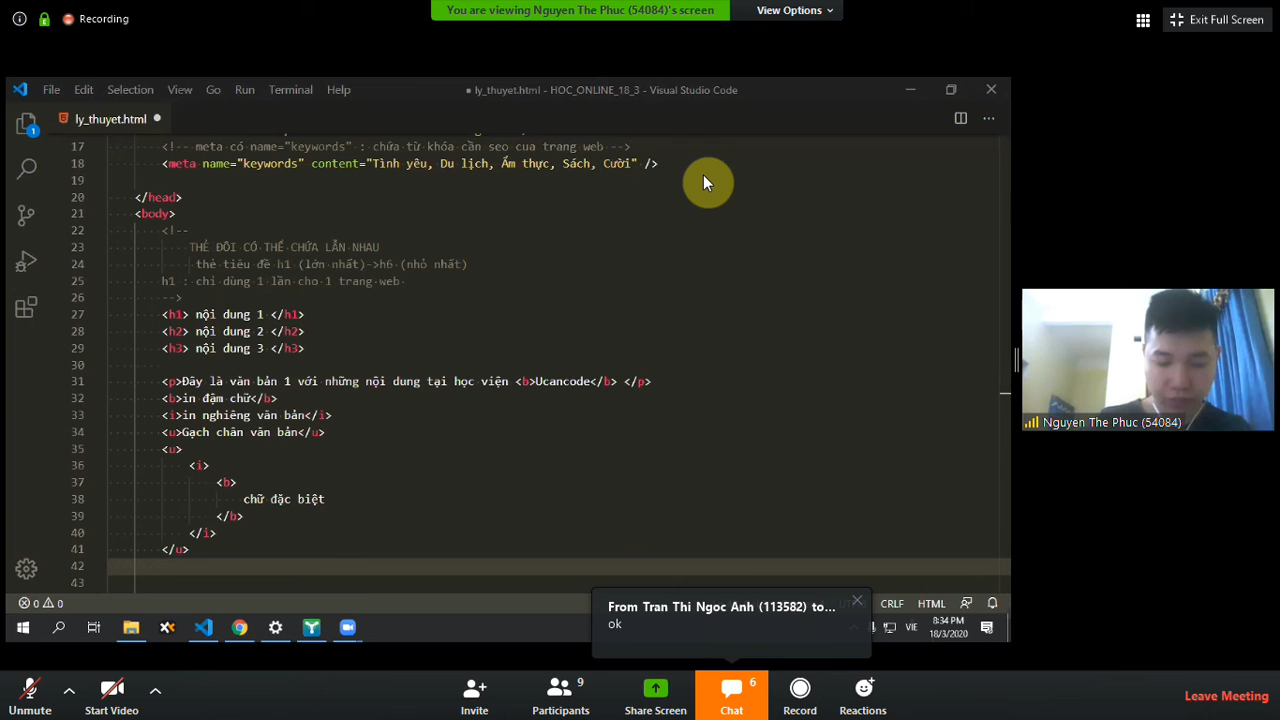 Recording
You are viewing Nguyen The Phuc (54084)'s screen
View Options
Exit Full Screen
File Edit Selection View Go Run Terminal Help
● ly_thuyet.html - HOC_ONLINE_18_3 - Visual Studio Code
ly_thuyet.html ●
1
17 <!-- meta có name="keywords" : chứa từ khóa cần seo của trang web -->
18 <meta name="keywords" content="Tình yêu, Du lịch, Ẩm thực, Sách, Cười" />
19
20 </head>
21 <body>
22 <!--
23 THẺ ĐÔI CÓ THỂ CHỨA LẪN NHAU
24 thẻ tiêu đề h1 (lớn nhất)->h6 (nhỏ nhất)
25 h1 : chỉ dùng 1 lần cho 1 trang web
26 -->
27 <h1> nội dung 1 </h1>
28 <h2> nội dung 2 </h2>
29 <h3> nội dung 3 </h3>
30
31 <p>Đây là văn bản 1 với những nội dung tại học viện <b>Ucancode</b> </p>
32 <b>in đậm chữ</b>
33 <i>in nghiêng văn bản</i>
34 <u>Gạch chân văn bản</u>
35 <u>
36 <i>
37 <b>
38 chữ đặc biệt
39 </b>
40 </i>
41 </u>
42
43
Nguyen The Phuc (54084)
0 0
CRLF HTML
From Tran Thi Ngoc Anh (113582) to...
ok
VIE
8:34 PM
18/3/2020
9
6
Unmute
Start Video
Invite
Participants
Share Screen
Chat
Record
Reactions
Leave Meeting